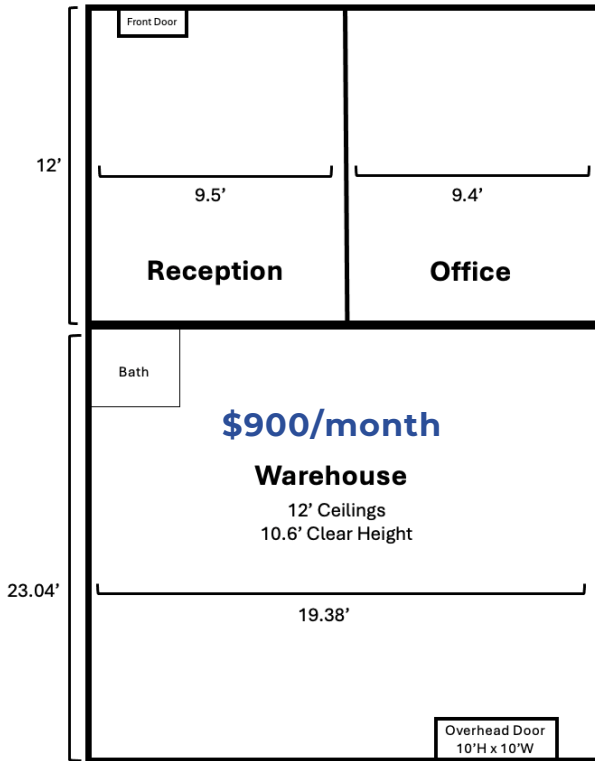 Front Door
12’
9.5’
9.4’
Reception
Office
Bath
$900/month
Warehouse
12’ Ceilings
10.6’ Clear Height
23.04’
19.38’
Overhead Door
10’H x 10’W